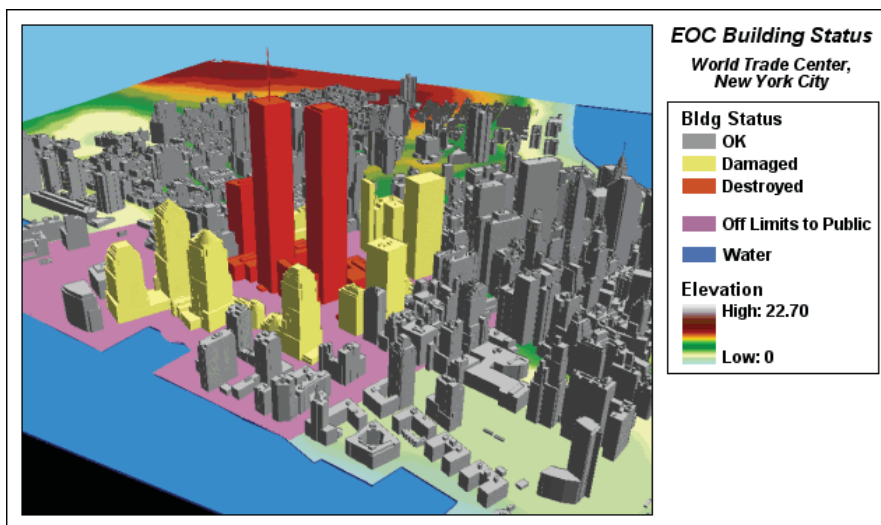 EOC Building Status
World Trade Center,
New York City
Bldg Status
OK
Damaged
Destroyed
Off Limits to Public
Water
Elevation
High: 22.70
Low: 0